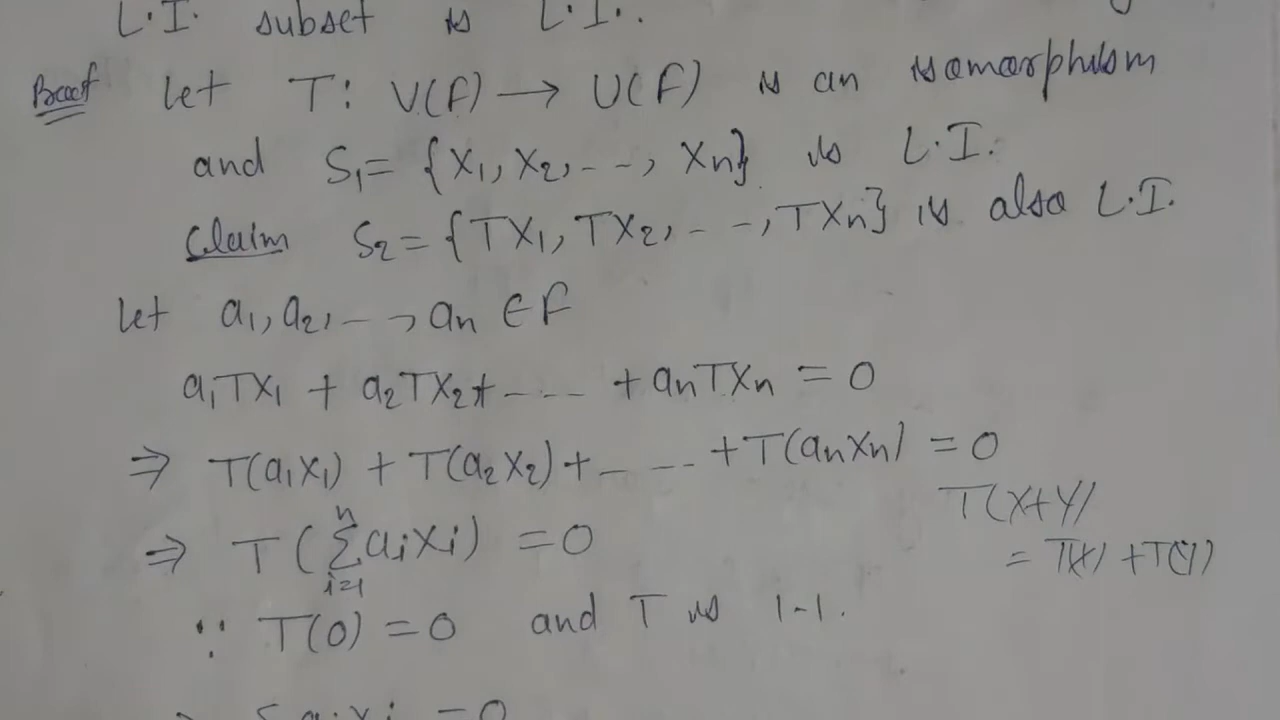 L.I. subset is L.I..
Proof Let T: V(F) → U(F) is an isomorphism
and S₁ = {X₁, X₂, - - -, Xn} is L.I.
Claim S₂ = {TX₁, TX₂, - - -, TXn} is also L.I.
Let a₁, a₂, - - -, an ∈ F
a₁TX₁ + a₂TX₂ + - - - - + anTXn = 0
⇒ T(a₁X₁) + T(a₂X₂) + - - - - + T(anXn) = 0
T(X+Y)
= T(X) + T(Y)
⇒ T(∑ᵢ₌₁ⁿ aᵢXᵢ) = 0
∵ T(0) = 0 and T is 1-1.
⇒ ∑aᵢXᵢ = 0